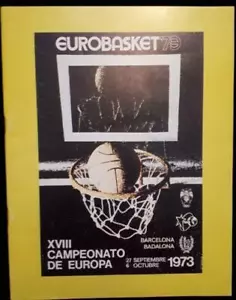 EUROBASKET 73
XVIII
CAMPEONATO
DE EUROPA
BARCELONA
BADALONA
27 SEPTIEMBRE
6 OCTUBRE
1973